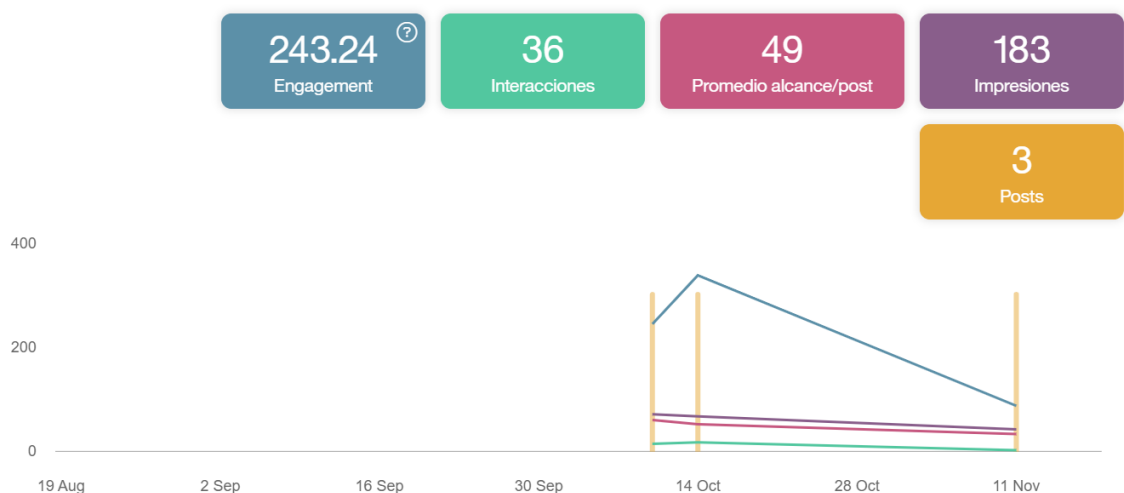 243.24
?
Engagement
36
Interacciones
49
Promedio alcance/post
183
Impresiones
3
Posts
400
200
0
19 Aug
2 Sep
16 Sep
30 Sep
14 Oct
28 Oct
11 Nov